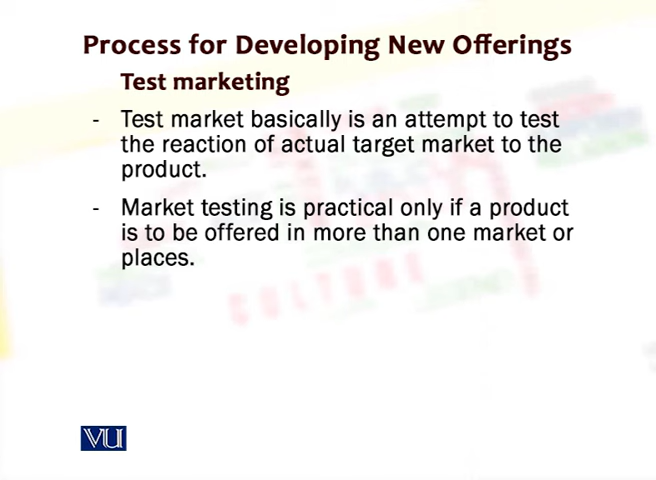 Process for Developing New Offerings
Test marketing
- Test market basically is an attempt to test
the reaction of actual target market to the
product.
- Market testing is practical only if a product
is to be offered in more than one market or
places.
CULTURE
VU